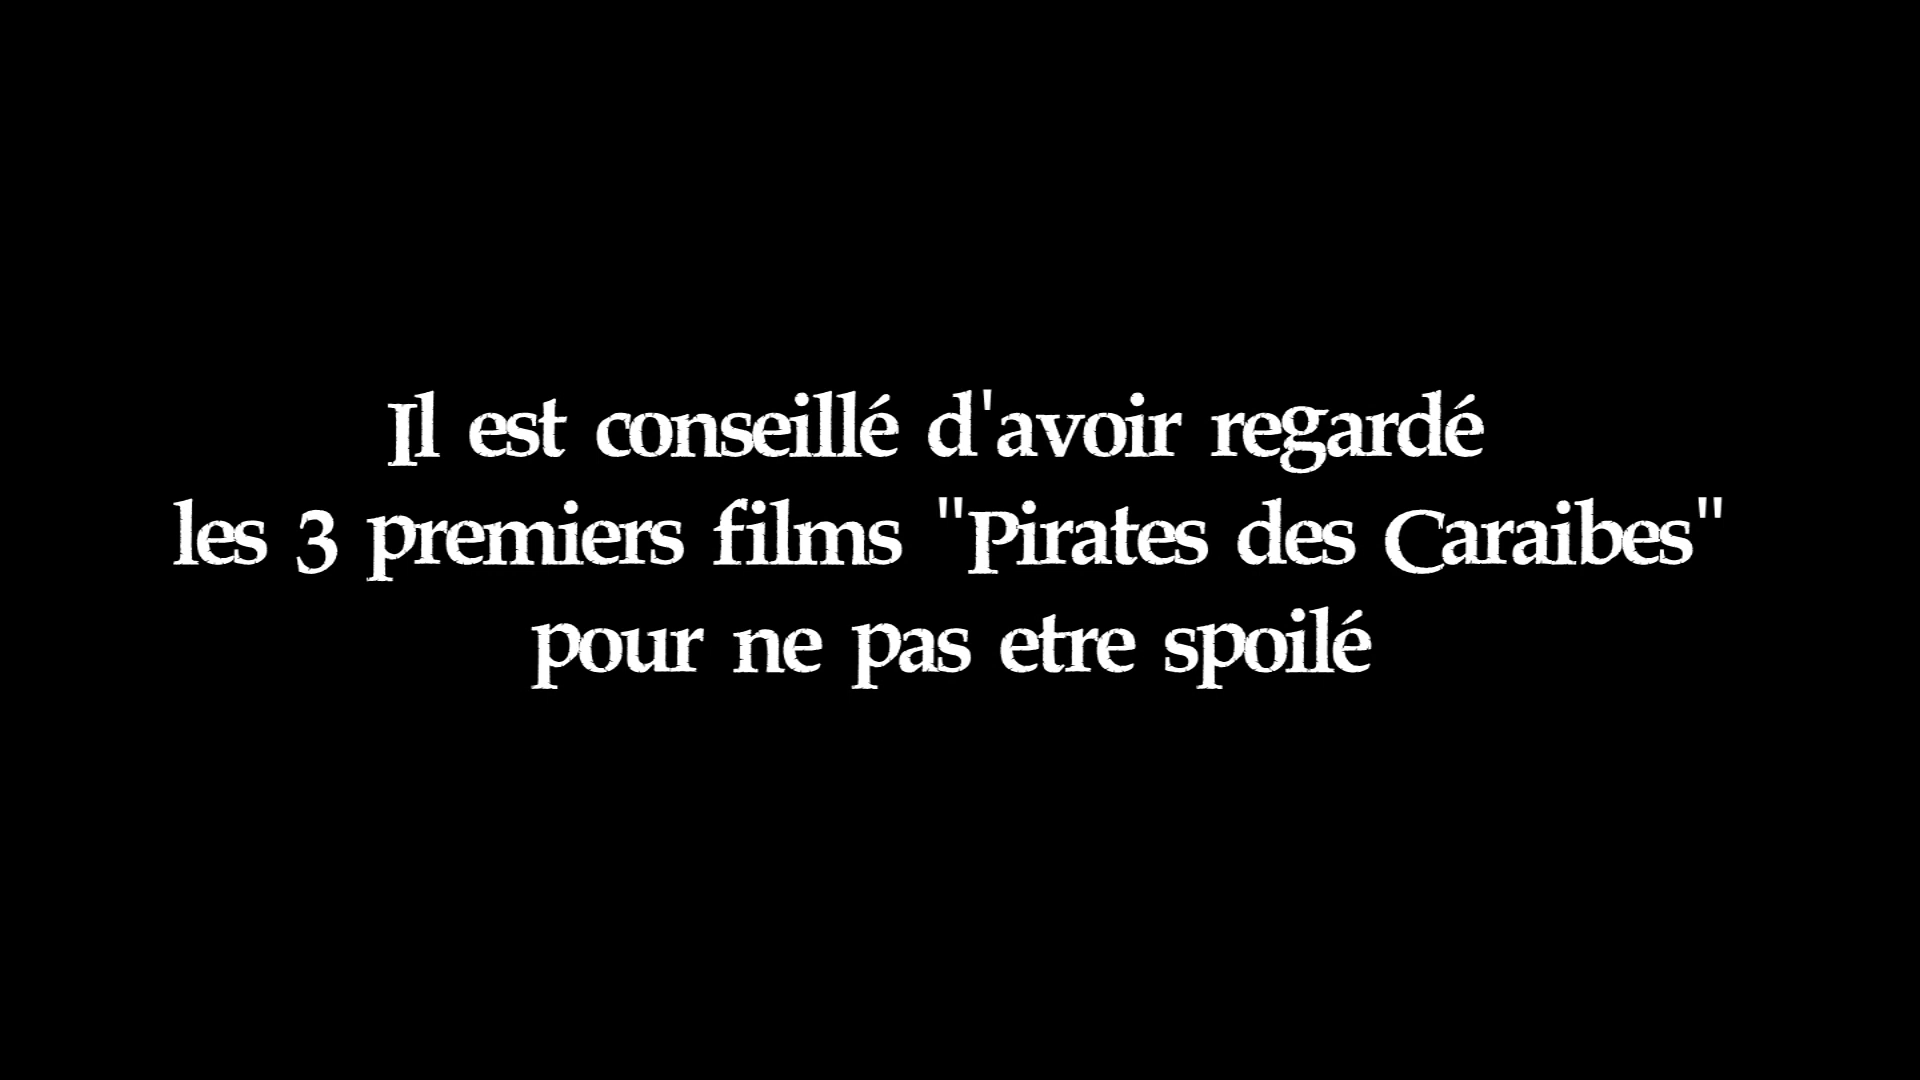 Il est conseillé d'avoir regardé
les 3 premiers films "Pirates des Caraibes"
pour ne pas etre spoilé